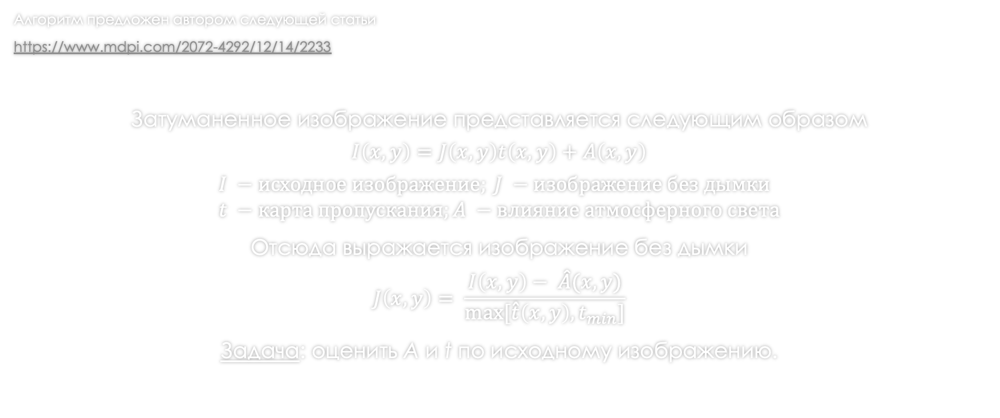 Алгоритм предложен автором следующей статьи
https://www.mdpi.com/2072-4292/12/14/2233
Затуманенное изображение представляется следующим образом
I(x, y) = J(x, y)t(x, y) + A(x, y)
I − исходное изображение; J − изображение без дымки
t − карта пропускания; A − влияние атмосферного света
Отсюда выражается изображение без дымки
J(x, y) = \frac{I(x, y) − \hat{A}(x, y)}{\max[\hat{t}(x, y), t_{min}]}
Задача: оценить A и t по исходному изображению.